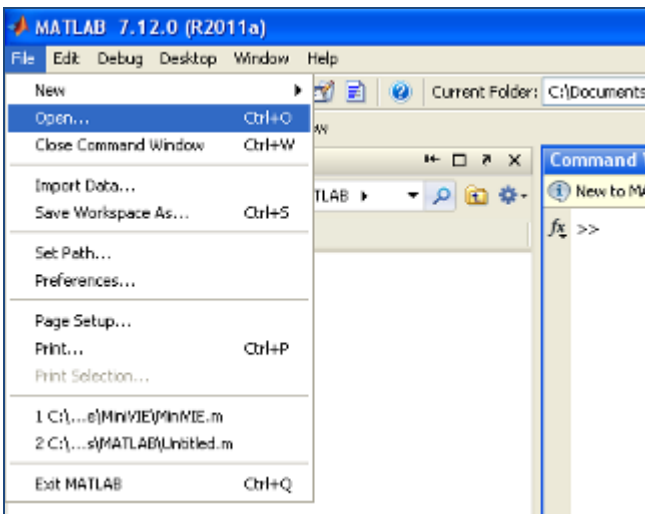 MATLAB 7.12.0 (R2011a)
File Edit Debug Desktop Window Help
New
Current Folder: C:\Documents
Open... Ctrl+O
Close Command Window Ctrl+W
Command
Import Data...
TLAB
New to MA
Save Workspace As... Ctrl+S
fx >>
Set Path...
Preferences...
Page Setup...
Print... Ctrl+P
Print Selection...
1 C:\...e\MiniVIE\MiniVIE.m
2 C:\...s\MATLAB\Untitled.m
Exit MATLAB Ctrl+Q